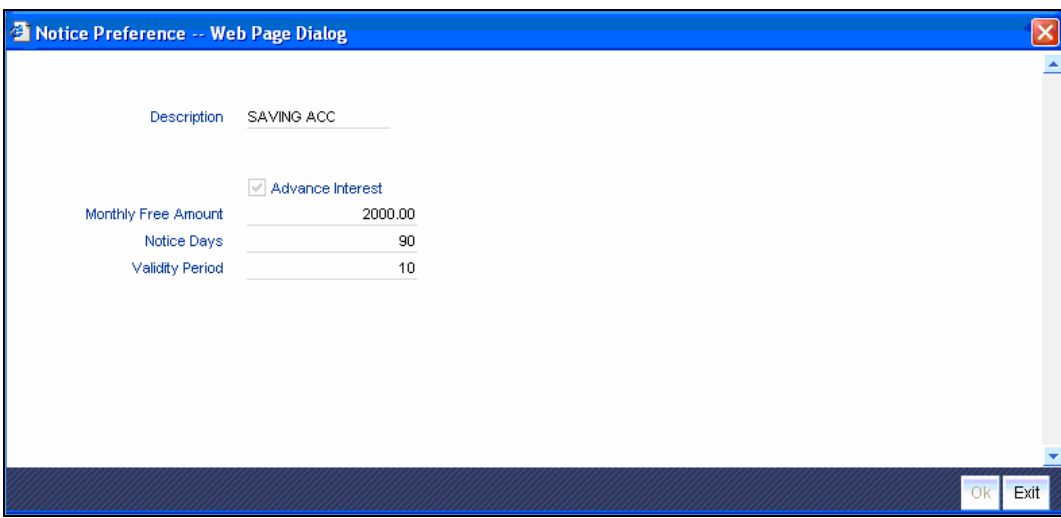 Notice Preference -- Web Page Dialog
Description SAVING ACC
Advance Interest
Monthly Free Amount 2000.00
Notice Days 90
Validity Period 10
Ok Exit